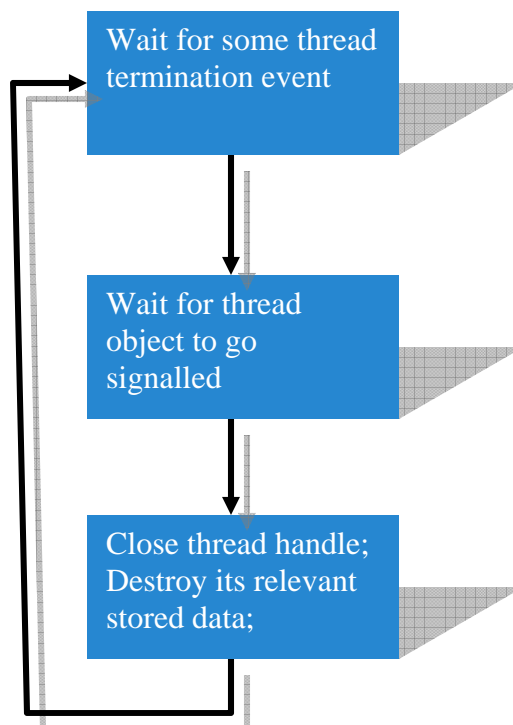 Wait for some thread
termination event
Wait for thread
object to go
signalled
Close thread handle;
Destroy its relevant
stored data;